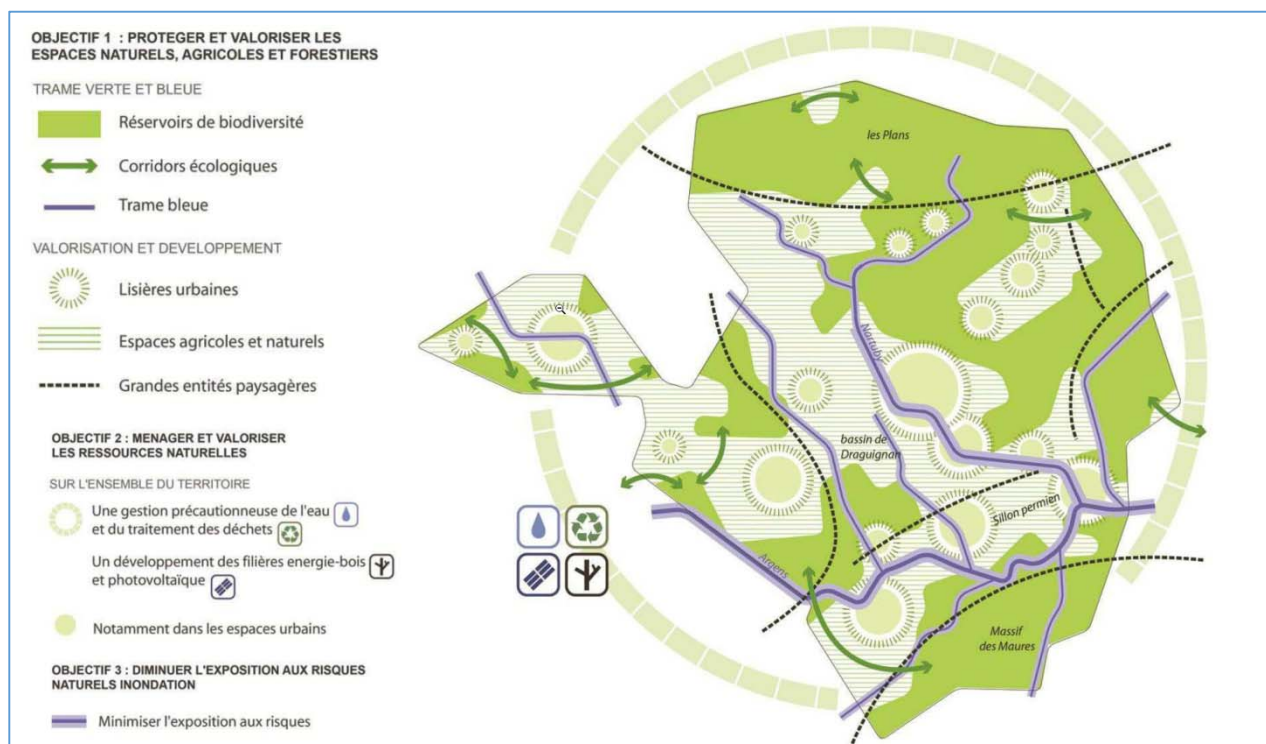 OBJECTIF 1 : PROTEGER ET VALORISER LES
ESPACES NATURELS, AGRICOLES ET FORESTIERS
TRAME VERTE ET BLEUE
Réservoirs de biodiversité
Corridors écologiques
Trame bleue
VALORISATION ET DEVELOPPEMENT
Lisières urbaines
Espaces agricoles et naturels
Grandes entités paysagères
OBJECTIF 2 : MENAGER ET VALORISER
LES RESSOURCES NATURELLES
SUR L'ENSEMBLE DU TERRITOIRE
Une gestion précautionneuse de l'eau
et du traitement des déchets
Un développement des filières energie-bois
et photovoltaïque
Notamment dans les espaces urbains
OBJECTIF 3 : DIMINUER L'EXPOSITION AUX RISQUES
NATURELS INONDATION
Minimiser l'exposition aux risques
les Plans
Nartuby
bassin de
Draguignan
Sillon permien
Argens
Massif
des Maures